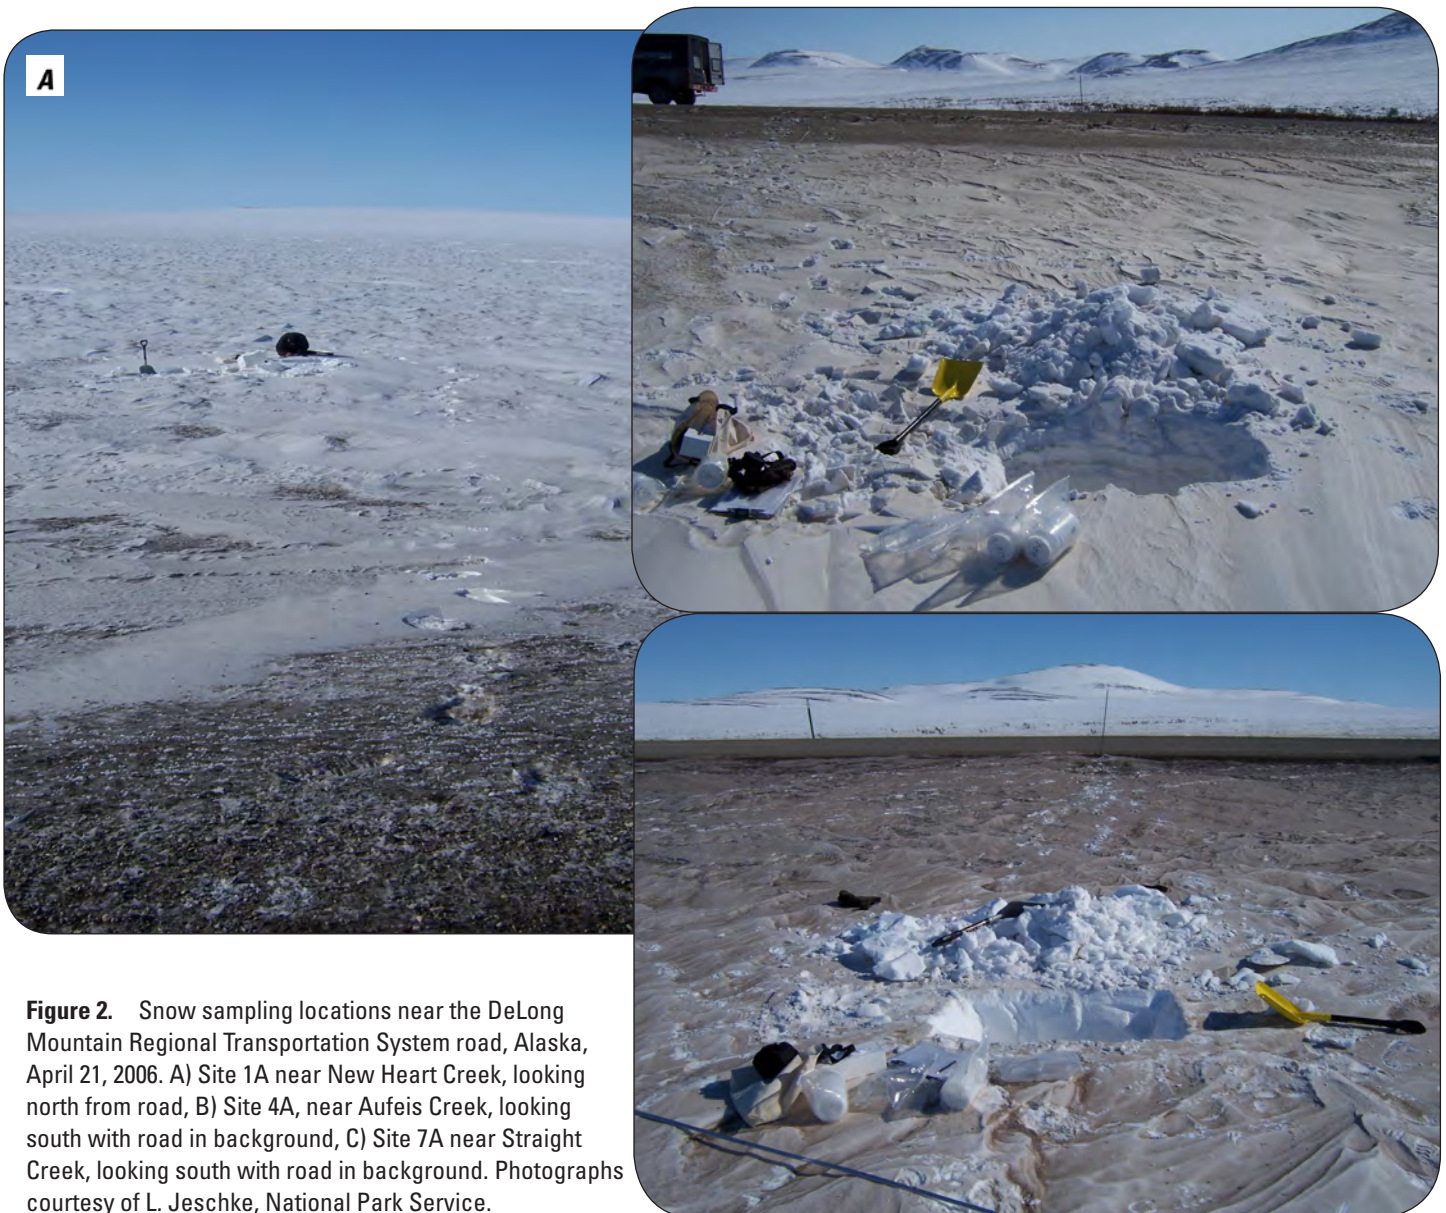 A
Figure 2. Snow sampling locations near the DeLong
Mountain Regional Transportation System road, Alaska,
April 21, 2006. A) Site 1A near New Heart Creek, looking
north from road, B) Site 4A, near Aufeis Creek, looking
south with road in background, C) Site 7A near Straight
Creek, looking south with road in background. Photographs
courtesy of L. Jeschke, National Park Service.